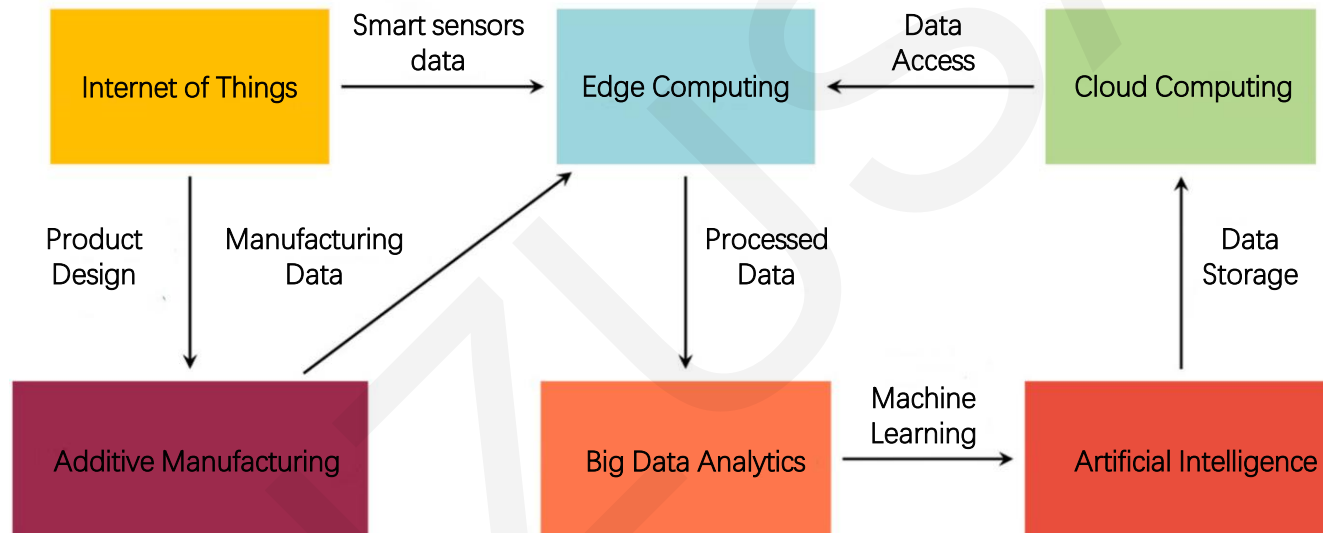 Smart sensors
data
Data
Access
Internet of Things
Edge Computing
Cloud Computing
Product
Design
Manufacturing
Data
Processed
Data
Data
Storage
Machine
Learning
Additive Manufacturing
Big Data Analytics
Artificial Intelligence